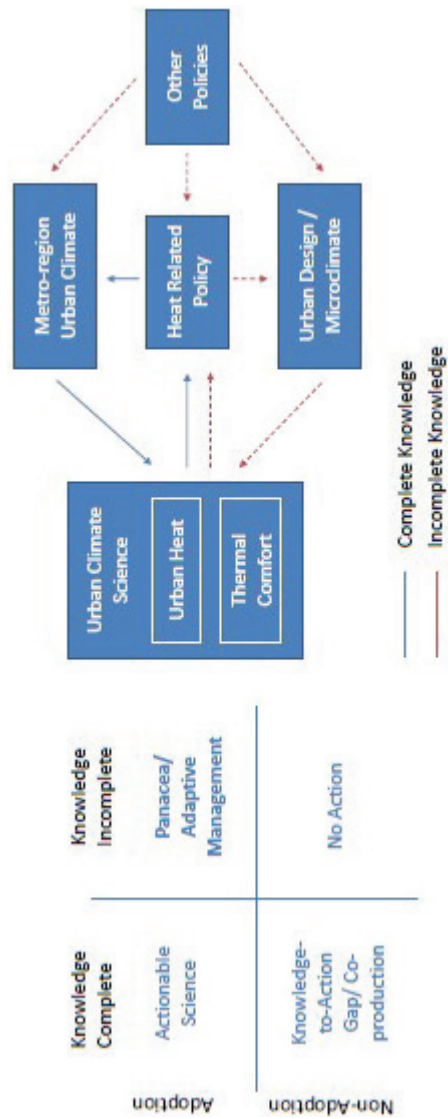 Knowledge
Complete
Knowledge
Incomplete
Adoption
Actionable
Science
Panacea/
Adaptive
Management
Non-Adoption
Knowledge-
to-Action
Gap/ Co-
production
No Action
Urban Climate
Science
Urban Heat
Thermal
Comfort
Metro-region
Urban Climate
Heat Related
Policy
Urban Design /
Microclimate
Other
Policies
Complete Knowledge
Incomplete Knowledge